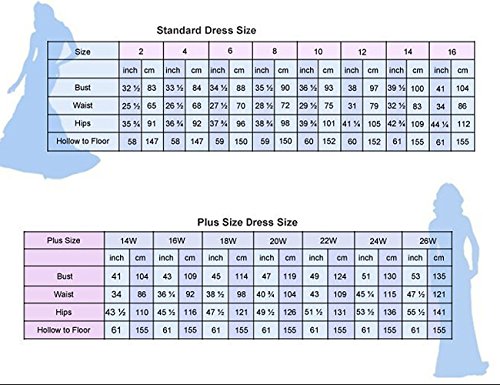 Standard Dress Size
Size 2 4 6 8 10 12 14 16
inch cm inch cm inch cm inch cm inch cm inch cm inch cm inch cm
Bust 32 ½ 83 33 ½ 84 34 ½ 88 35 ½ 90 36 ½ 93 38 97 39 ½ 100 41 104
Waist 25 ½ 65 26 ½ 68 27 ½ 70 28 ½ 72 29 ½ 75 31 79 32 ½ 83 34 86
Hips 35 ¾ 91 36 ¾ 92 37 ¾ 96 38 ¾ 98 39 ¾ 101 41 ¼ 105 42 ¾ 109 44 ¼ 112
Hollow to Floor 58 147 58 147 59 150 59 150 60 152 60 152 61 155 61 155
Plus Size Dress Size
Plus Size 14W 16W 18W 20W 22W 24W 26W
inch cm inch cm inch cm inch cm inch cm inch cm inch cm
Bust 41 104 43 109 45 114 47 119 49 124 51 130 53 135
Waist 34 86 36 ¼ 92 38 ½ 98 40 ¾ 104 43 109 45 ½ 115 47 ½ 121
Hips 43 ½ 110 45 ½ 116 47 ½ 121 49 ½ 126 51 ½ 131 53 ½ 136 55 ½ 141
Hollow to Floor 61 155 61 155 61 155 61 155 61 155 61 155 61 155